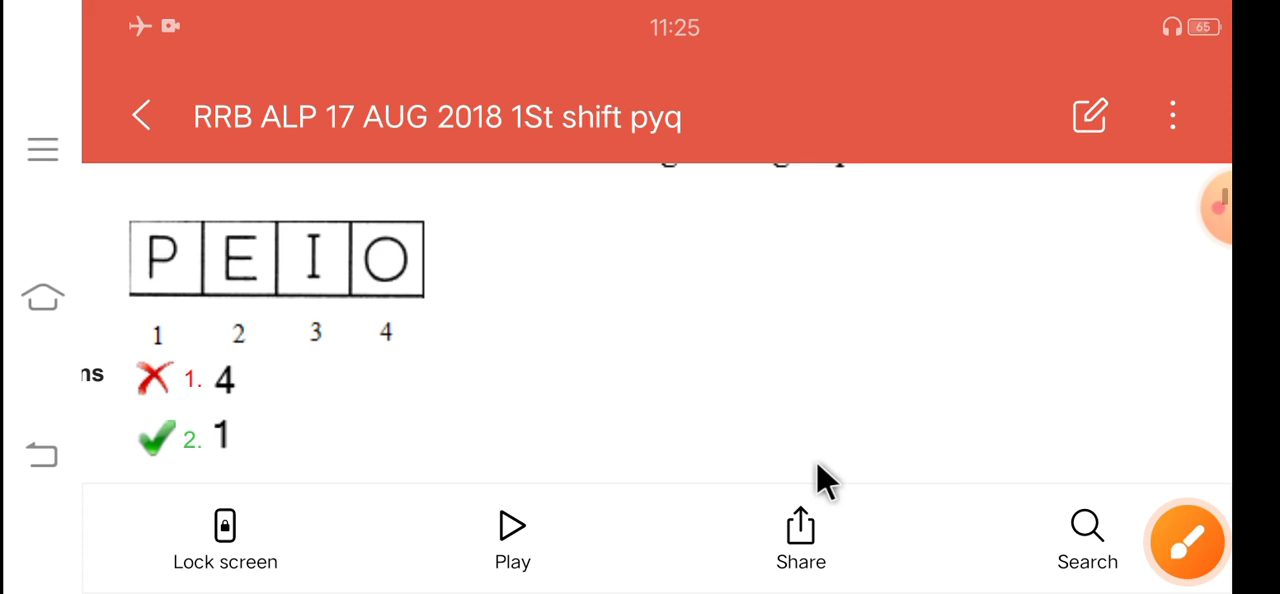 11:25
65
RRB ALP 17 AUG 2018 1St shift pyq
P E I O
1 2 3 4
ns
1. 4
2. 1
Lock screen
Play
Share
Search